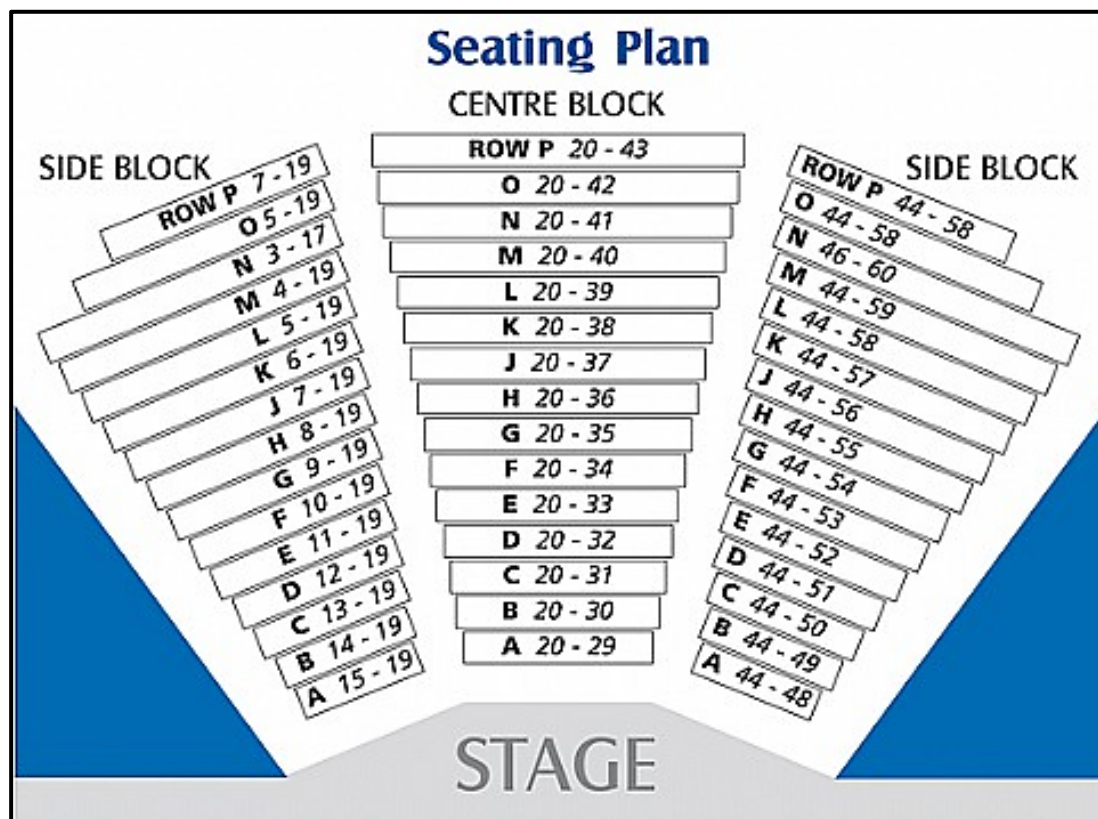 Seating Plan
CENTRE BLOCK
SIDE BLOCK
ROW P 7 - 19
O 5 - 19
N 3 - 17
M 4 - 19
L 5 - 19
K 6 - 19
J 7 - 19
H 8 - 19
G 9 - 19
F 10 - 19
E 11 - 19
D 12 - 19
C 13 - 19
B 14 - 19
A 15 - 19
ROW P 20 - 43
O 20 - 42
N 20 - 41
M 20 - 40
L 20 - 39
K 20 - 38
J 20 - 37
H 20 - 36
G 20 - 35
F 20 - 34
E 20 - 33
D 20 - 32
C 20 - 31
B 20 - 30
A 20 - 29
SIDE BLOCK
ROW P 44 - 58
O 44 - 58
N 46 - 60
M 44 - 59
L 44 - 58
K 44 - 57
J 44 - 56
H 44 - 55
G 44 - 54
F 44 - 53
E 44 - 52
D 44 - 51
C 44 - 50
B 44 - 49
A 44 - 48
STAGE